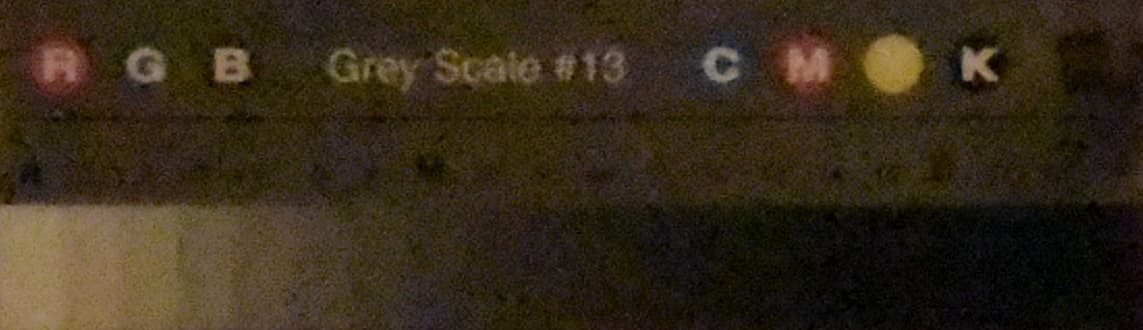 R G B Grey Scale #13 C M K